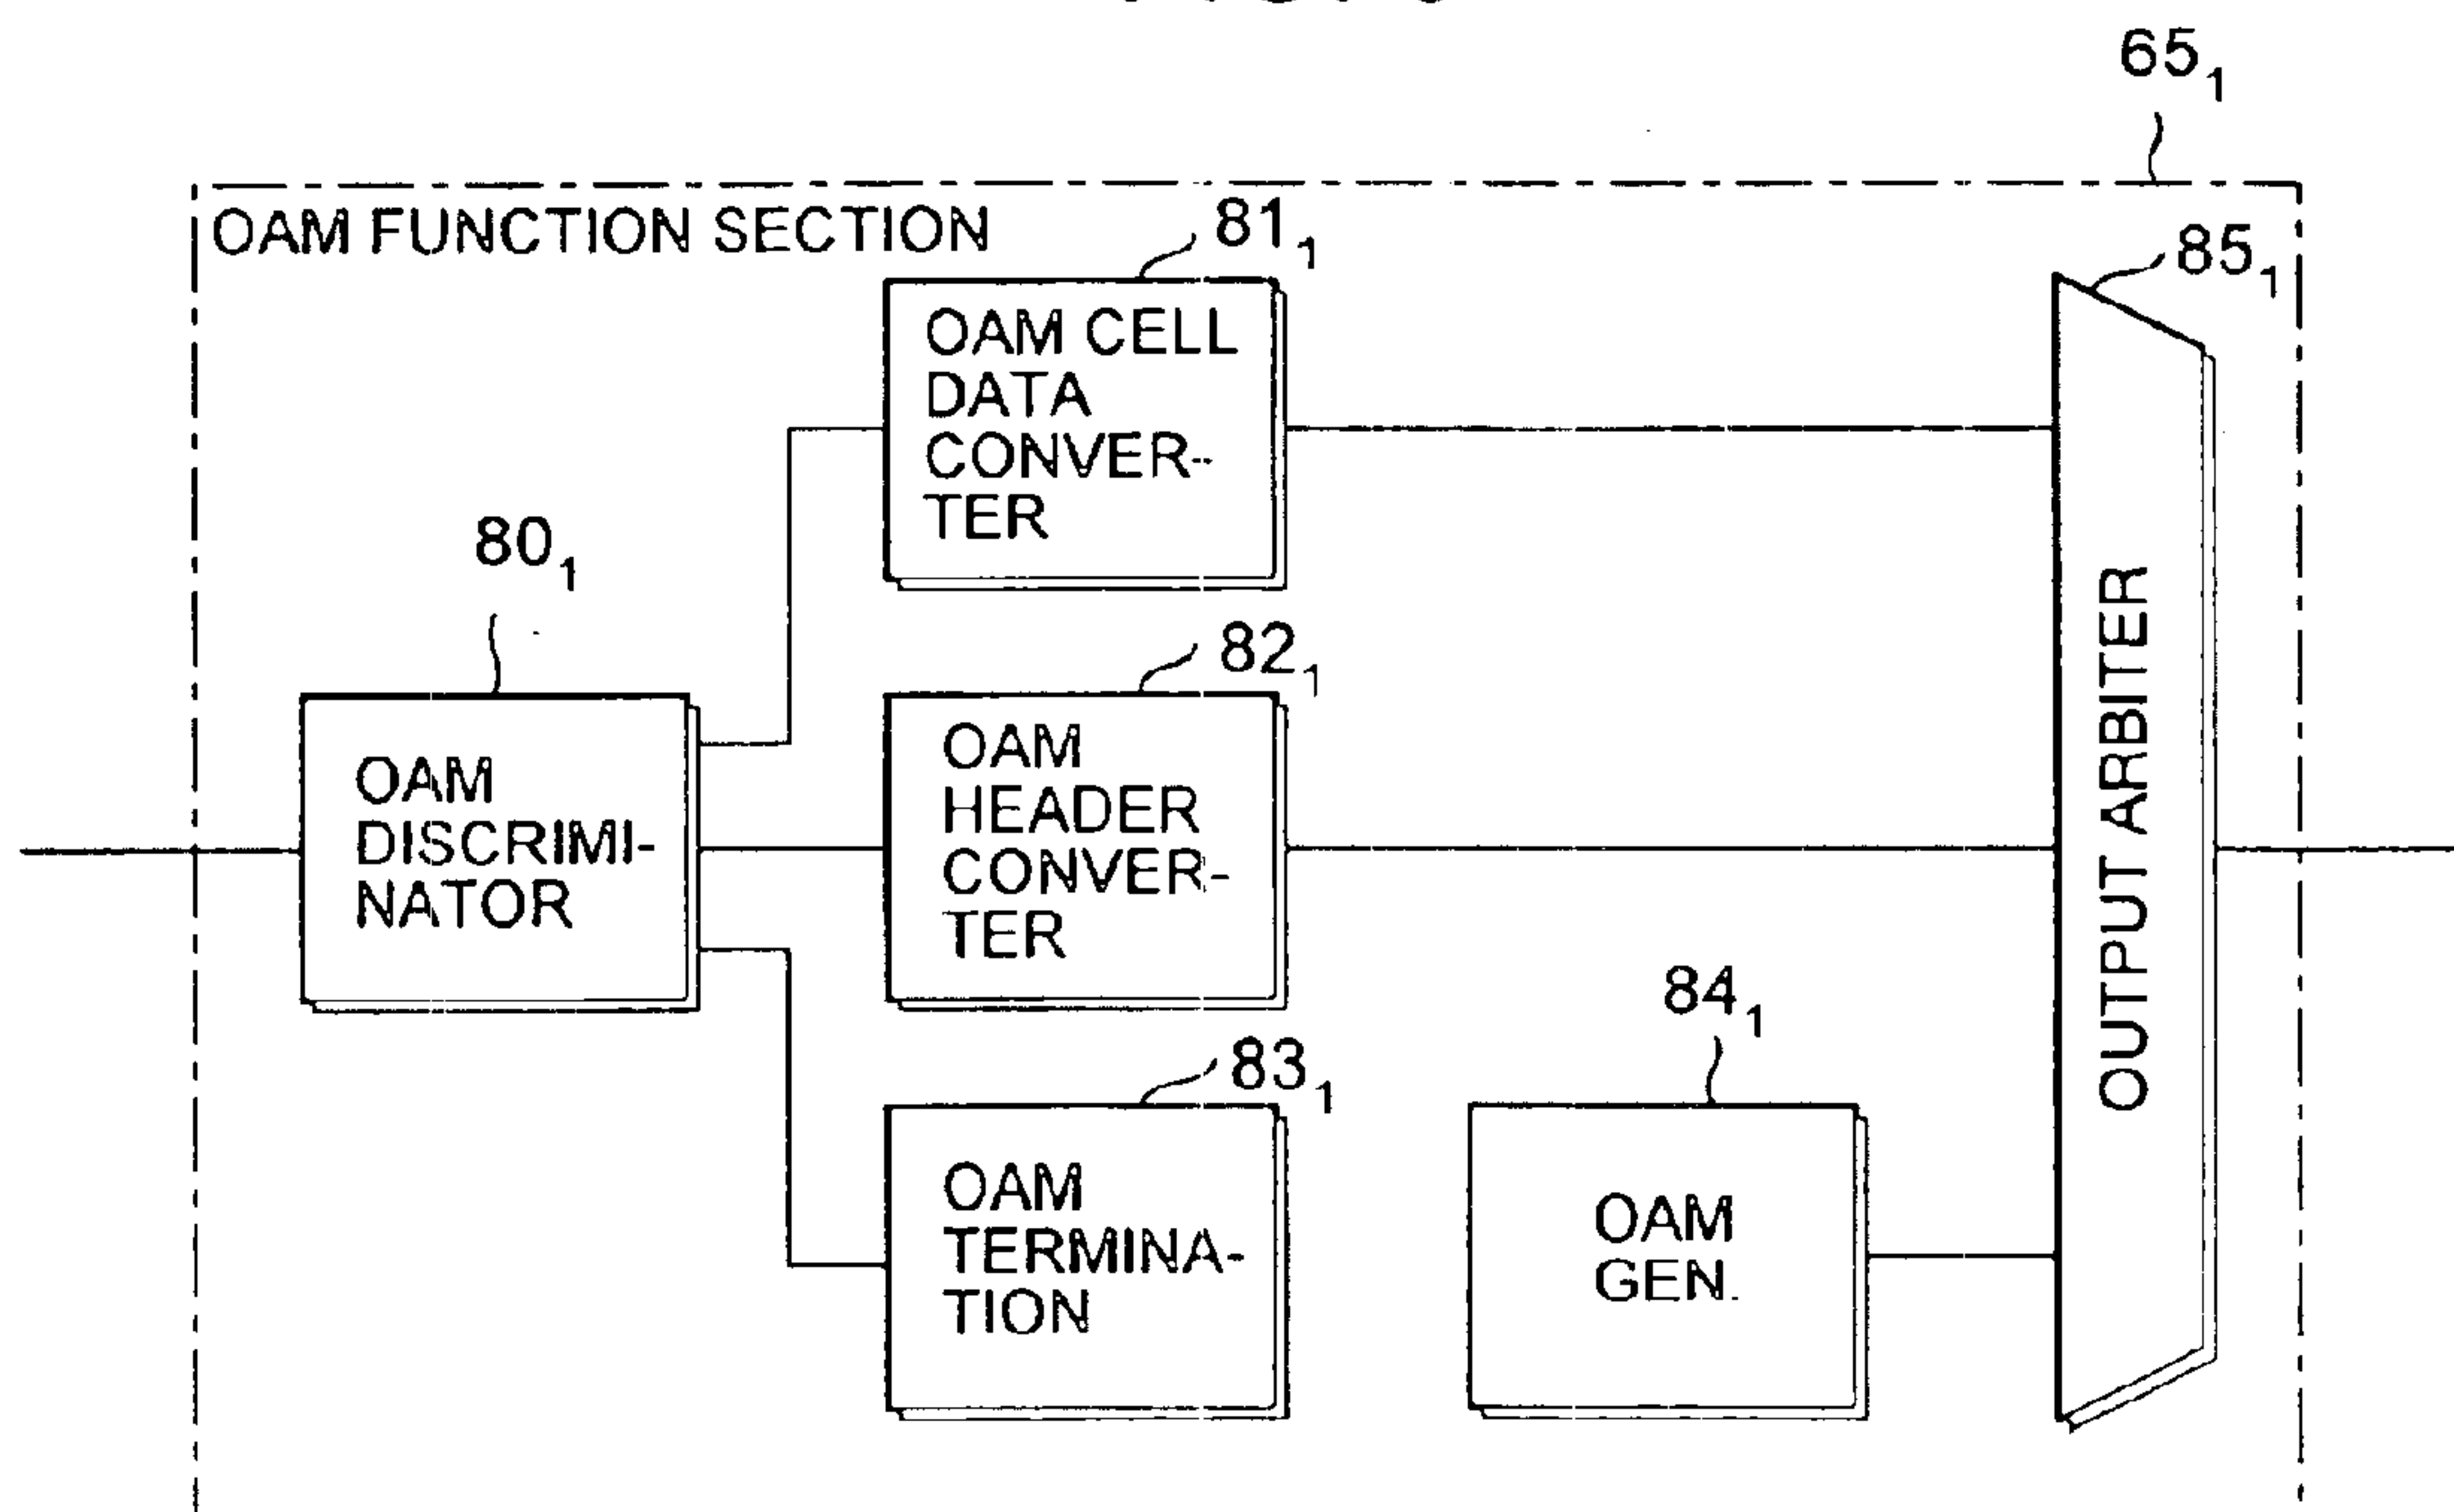 65₁
OAM FUNCTION SECTION
81₁
85₁
OAM CELL
DATA
CONVER-
TER
80₁
82₁
OAM
DISCRIMI-
NATOR
OAM
HEADER
CONVER-
TER
OUTPUT ARBITER
84₁
83₁
OAM
TERMINA-
TION
OAM
GEN.